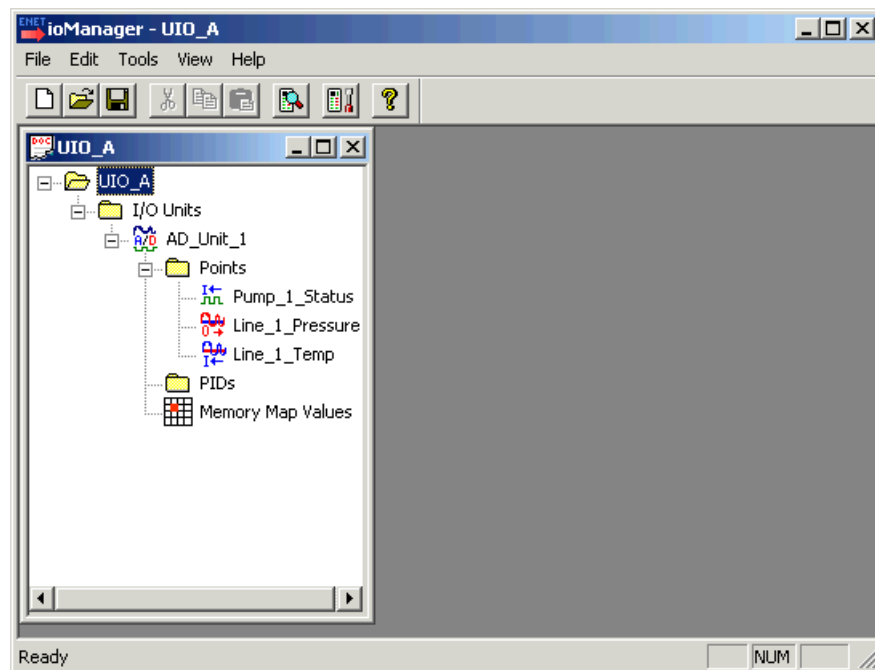 ENET
ioManager - UIO_A
File Edit Tools View Help
?
DOC
UIO_A
UIO_A
I/O Units
A/D AD_Unit_1
Points
I Pump_1_Status
O Line_1_Pressure
I Line_1_Temp
PIDs
Memory Map Values
Ready
NUM